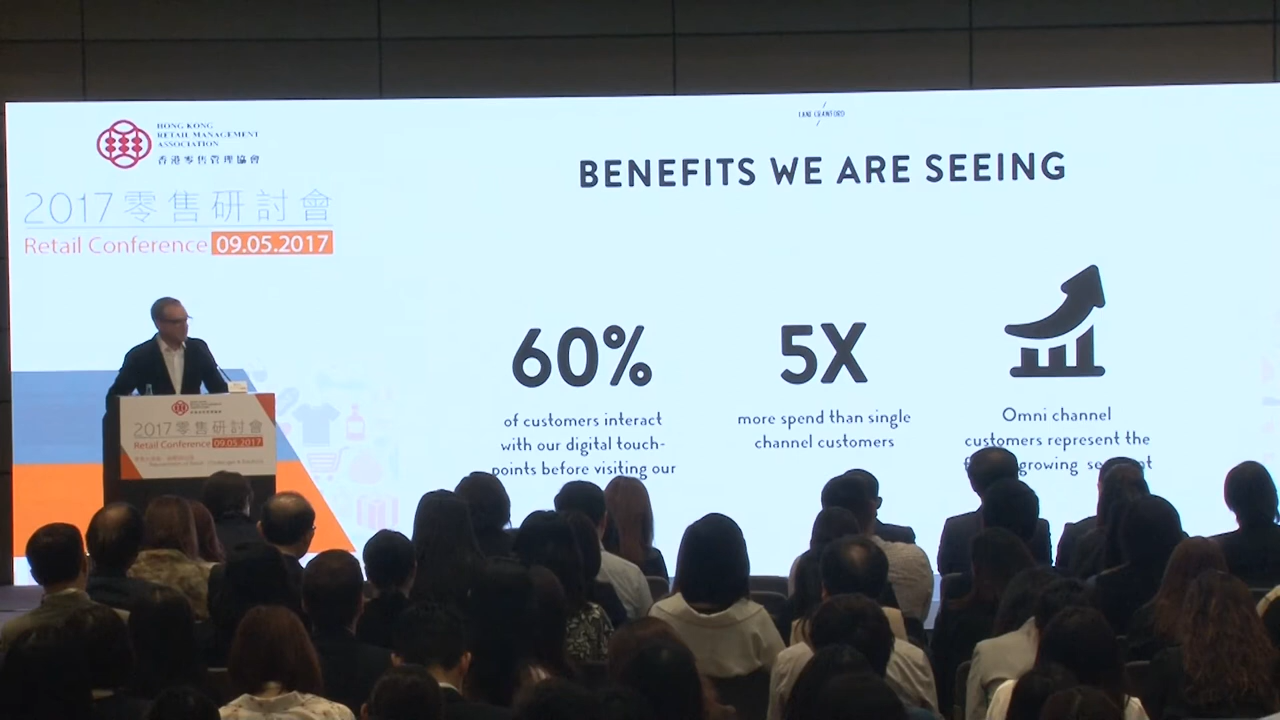 HONG KONG
RETAIL MANAGEMENT
ASSOCIATION
香港零售管理協會
2017零售研討會
Retail Conference 09.05.2017
LANE CRAWFORD
BENEFITS WE ARE SEEING
60%
of customers interact
with our digital touch-
points before visiting our
5X
more spend than single
channel customers
Omni channel
customers represent the
growing
2017零售研討會
Retail Conference 09.05.2017